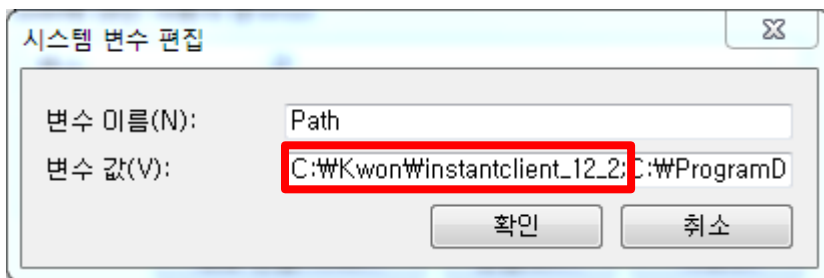 시스템 변수 편집
변수 이름(N): Path
변수 값(V): C:₩Kwon₩instantclient_12_2;C:₩ProgramD
확인 취소